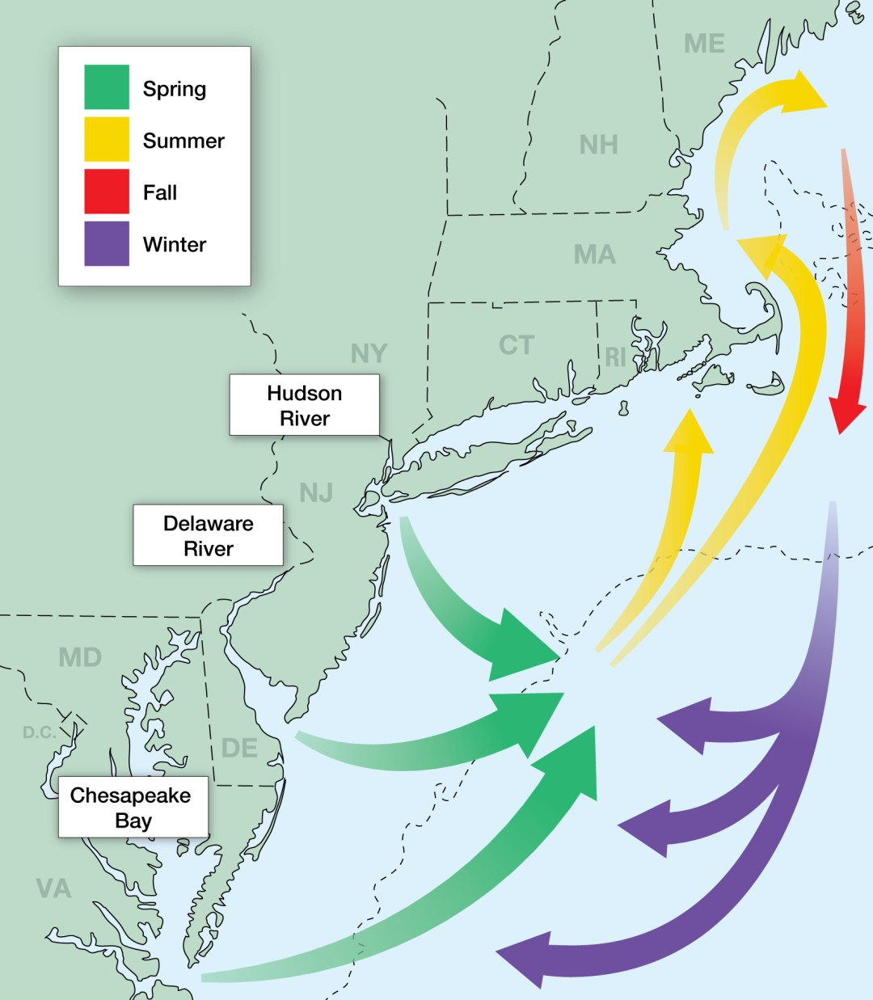 Spring
Summer
Fall
Winter
ME
NH
MA
NY
CT
RI
Hudson
River
NJ
Delaware
River
MD
D.C.
DE
Chesapeake
Bay
VA